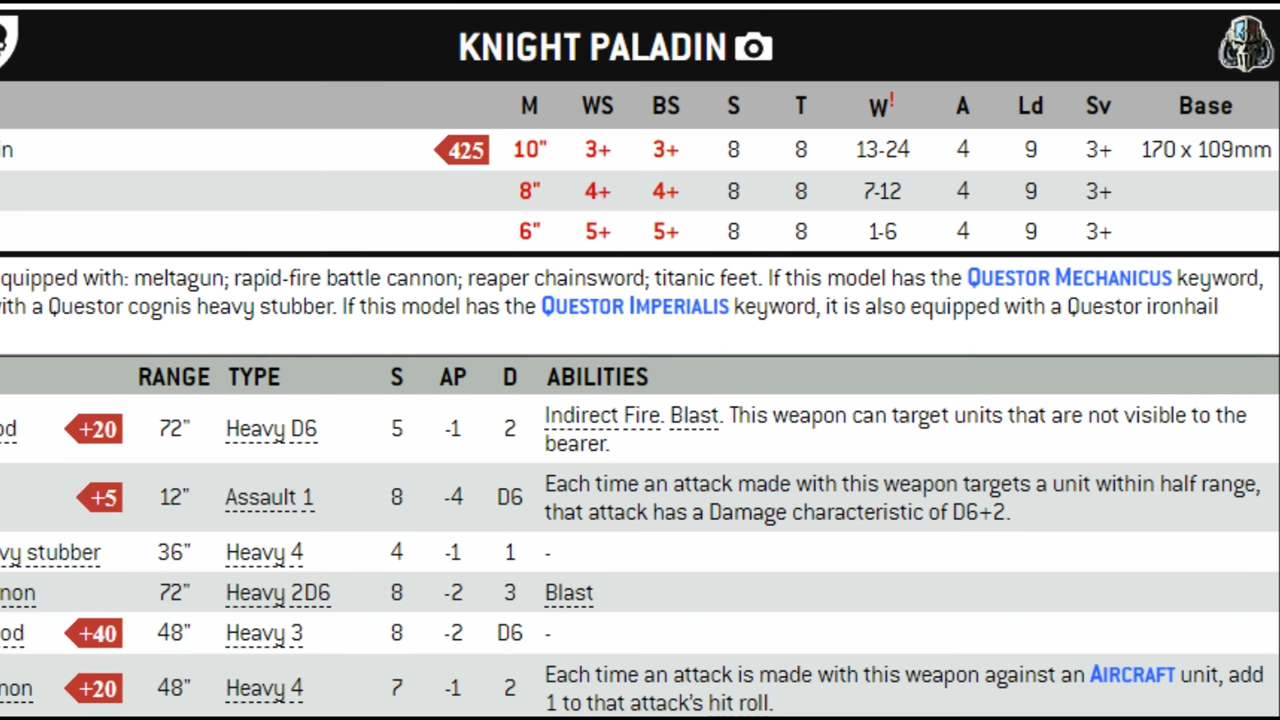 KNIGHT PALADIN
M WS BS S T W! A Ld Sv Base
in 425 10" 3+ 3+ 8 8 13-24 4 9 3+ 170 x 109mm
8" 4+ 4+ 8 8 7-12 4 9 3+
6" 5+ 5+ 8 8 1-6 4 9 3+
quipped with: meltagun; rapid-fire battle cannon; reaper chainsword; titanic feet. If this model has the QUESTOR MECHANICUS keyword,
ith a Questor cognis heavy stubber. If this model has the QUESTOR IMPERIALIS keyword, it is also equipped with a Questor ironhail
RANGE TYPE S AP D ABILITIES
od +20 72" Heavy D6 5 -1 2 Indirect Fire. Blast. This weapon can target units that are not visible to the
bearer.
+5 12" Assault 1 8 -4 D6 Each time an attack made with this weapon targets a unit within half range,
that attack has a Damage characteristic of D6+2.
vy stubber 36" Heavy 4 4 -1 1 -
non 72" Heavy 2D6 8 -2 3 Blast
od +40 48" Heavy 3 8 -2 D6 -
non +20 48" Heavy 4 7 -1 2 Each time an attack is made with this weapon against an AIRCRAFT unit, add
1 to that attack's hit roll.